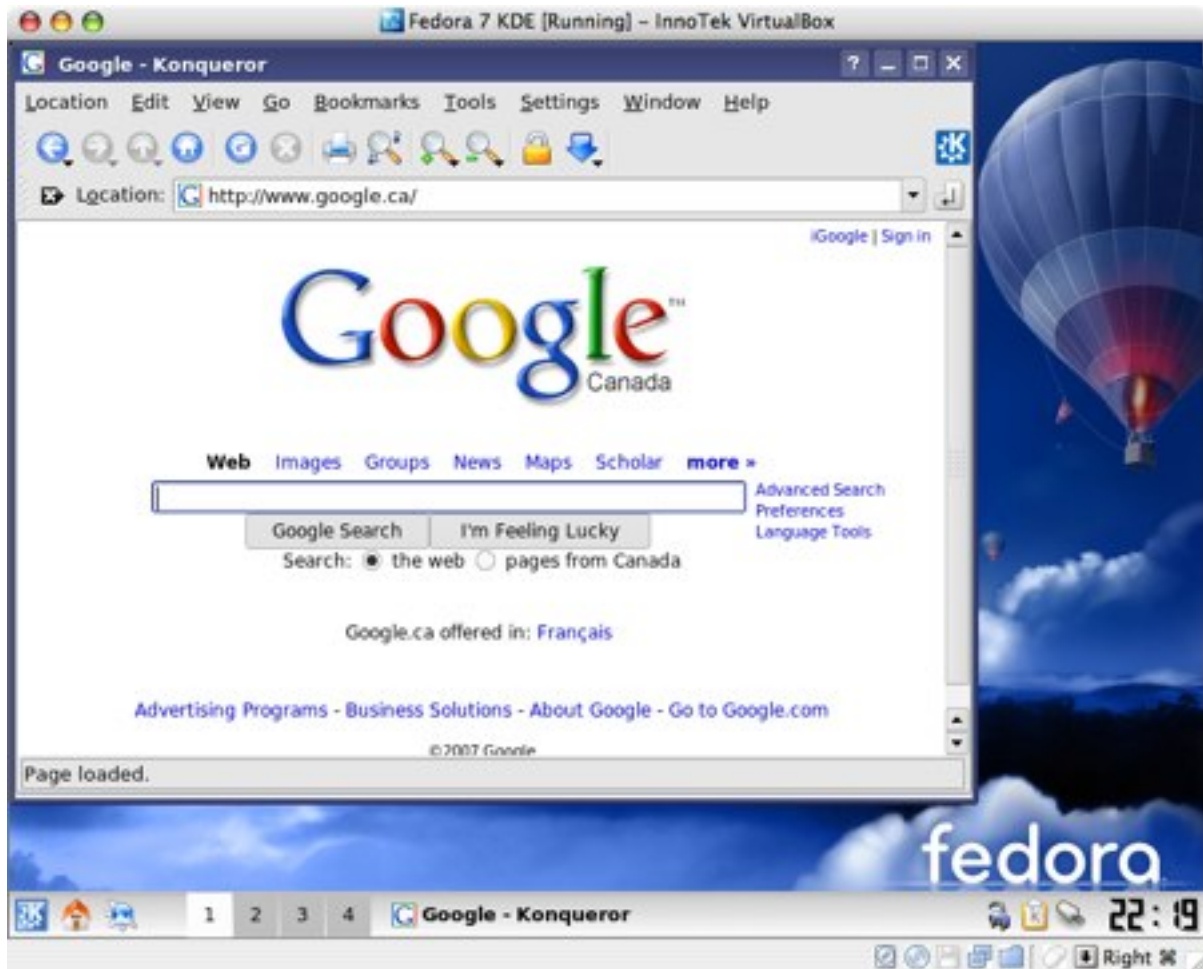 Fedora 7 KDE [Running] – InnoTek VirtualBox
Google - Konqueror
Location Edit View Go Bookmarks Tools Settings Window Help
Location: http://www.google.ca/
iGoogle | Sign in
Google™
Canada
Web Images Groups News Maps Scholar more »
Advanced Search
Preferences
Language Tools
Google Search I'm Feeling Lucky
Search: the web pages from Canada
Google.ca offered in: Français
Advertising Programs - Business Solutions - About Google - Go to Google.com
©2007 Google
Page loaded.
fedora
1 2 3 4 Google - Konqueror 22:19
Right ⌘